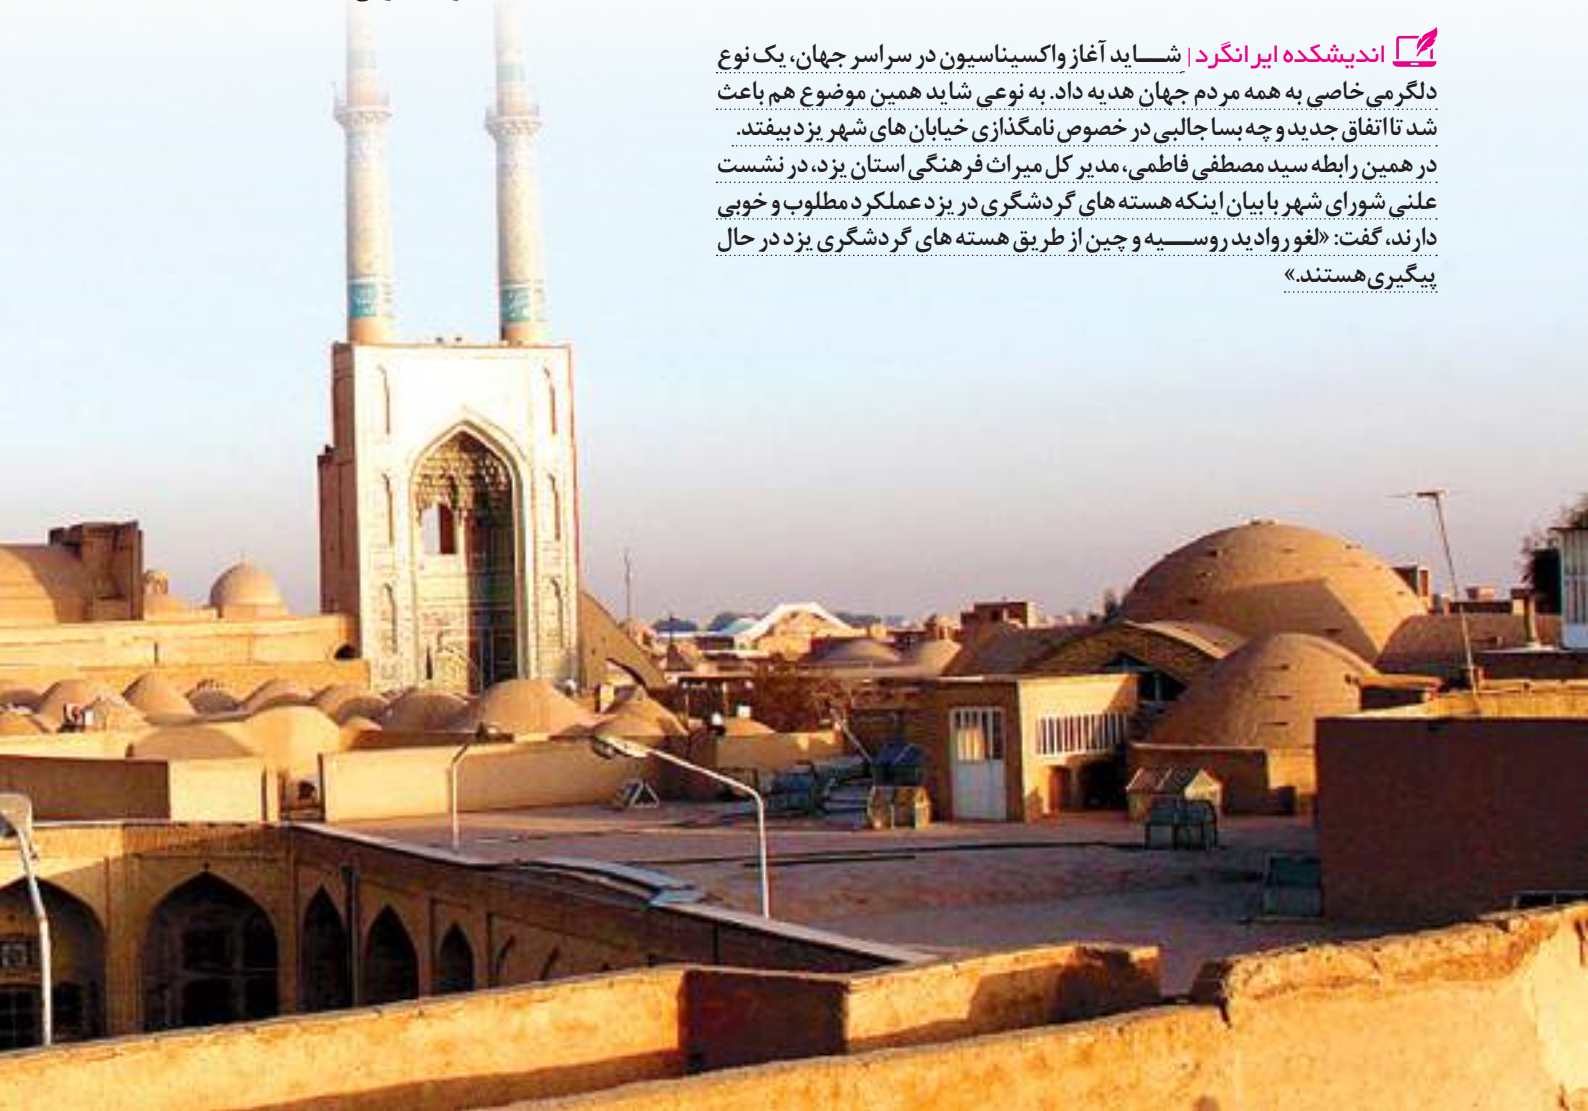 اندیشکده ایرانگرد | شاید آغاز واکسیناسیون در سراسر جهان، یک نوع
دلگرمی خاصی به همه مردم جهان هدیه داد. به نوعی شاید همین موضوع هم باعث
شد تا اتفاق جدید و چه بسا جالبی در خصوص نامگذاری خیابان های شهر یزد بیفتد.
در همین رابطه سید مصطفی فاطمی، مدیر کل میراث فرهنگی استان یزد، در نشست
علنی شورای شهر با بیان اینکه هسته های گردشگری در یزد عملکرد مطلوب و خوبی
دارند، گفت: «لغو روادید روسیه و چین از طریق هسته های گردشگری یزد در حال
پیگیری هستند.»